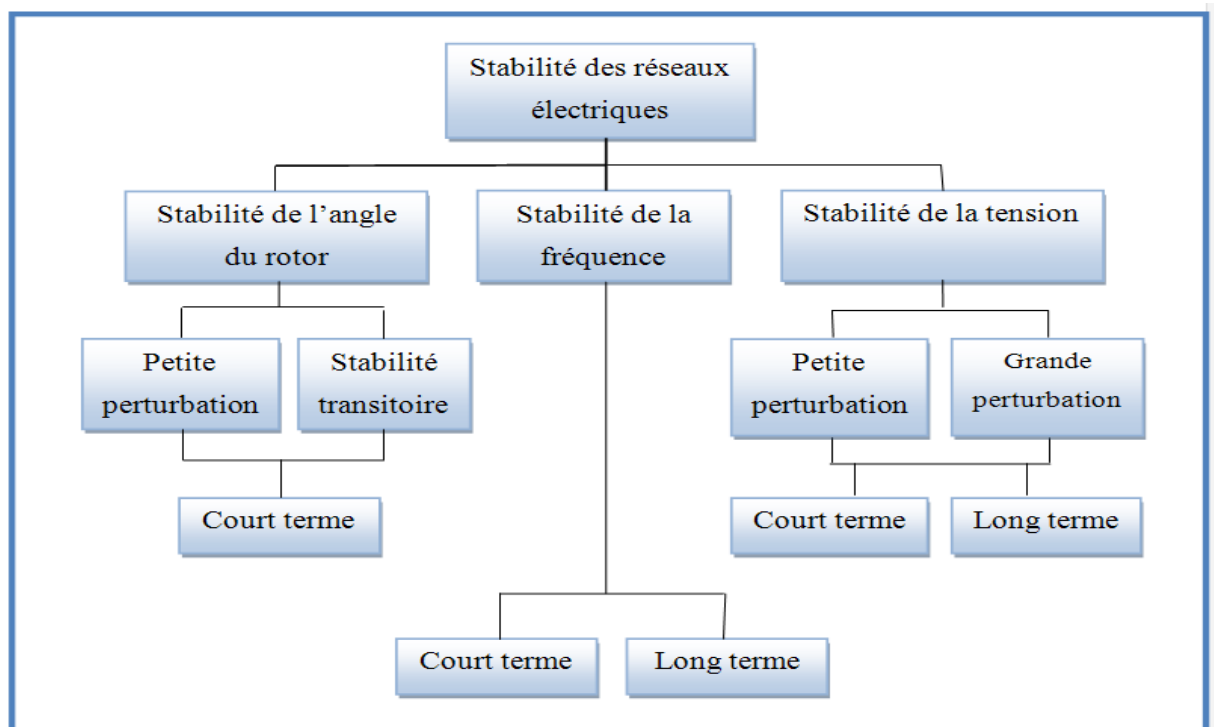 Stabilité des réseaux
électriques
Stabilité de l’angle
du rotor
Stabilité de la
fréquence
Stabilité de la tension
Petite
perturbation
Stabilité
transitoire
Petite
perturbation
Grande
perturbation
Court terme
Court terme
Long terme
Court terme
Long terme